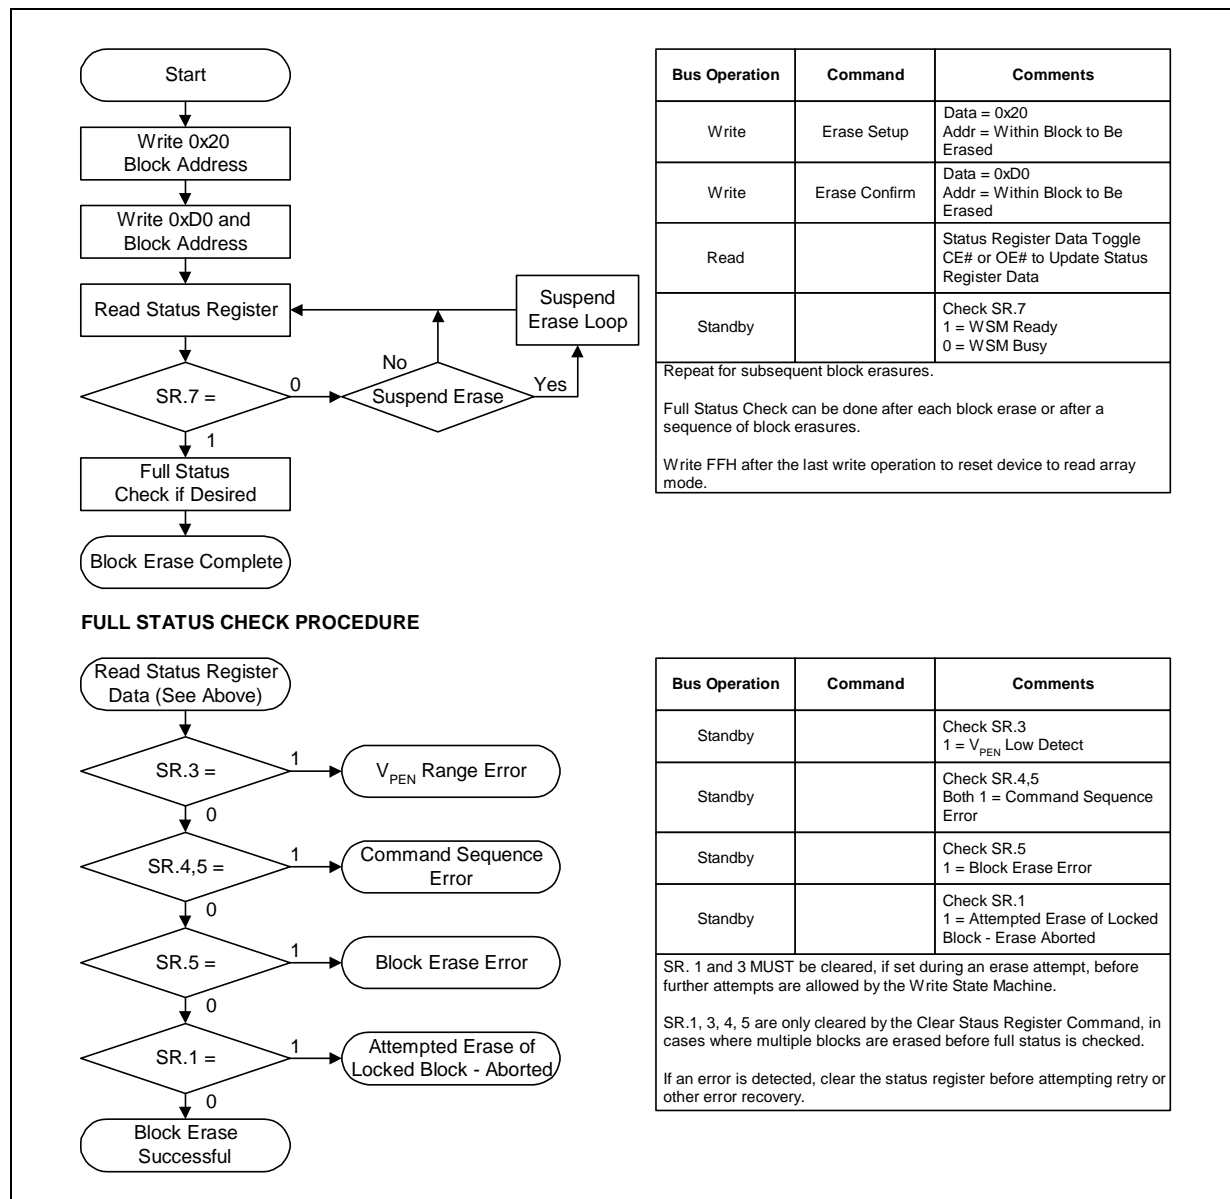 Start
Write 0x20
Block Address
Write 0xD0 and
Block Address
Read Status Register
Suspend
Erase Loop
No
Yes
SR.7 =
0
Suspend Erase
1
Full Status
Check if Desired
Block Erase Complete
Bus Operation Command Comments
Write Erase Setup Data = 0x20
Addr = Within Block to Be
Erased
Write Erase Confirm Data = 0xD0
Addr = Within Block to Be
Erased
Read Status Register Data Toggle
CE# or OE# to Update Status
Register Data
Standby Check SR.7
1 = WSM Ready
0 = WSM Busy
Repeat for subsequent block erasures.
Full Status Check can be done after each block erase or after a
sequence of block erasures.
Write FFH after the last write operation to reset device to read array
mode.
FULL STATUS CHECK PROCEDURE
Read Status Register
Data (See Above)
SR.3 =
1
VPEN Range Error
0
SR.4,5 =
1
Command Sequence
Error
0
SR.5 =
1
Block Erase Error
0
SR.1 =
1
Attempted Erase of
Locked Block - Aborted
0
Block Erase
Successful
Bus Operation Command Comments
Standby Check SR.3
1 = VPEN Low Detect
Standby Check SR.4,5
Both 1 = Command Sequence
Error
Standby Check SR.5
1 = Block Erase Error
Standby Check SR.1
1 = Attempted Erase of Locked
Block - Erase Aborted
SR. 1 and 3 MUST be cleared, if set during an erase attempt, before
further attempts are allowed by the Write State Machine.
SR.1, 3, 4, 5 are only cleared by the Clear Staus Register Command, in
cases where multiple blocks are erased before full status is checked.
If an error is detected, clear the status register before attempting retry or
other error recovery.